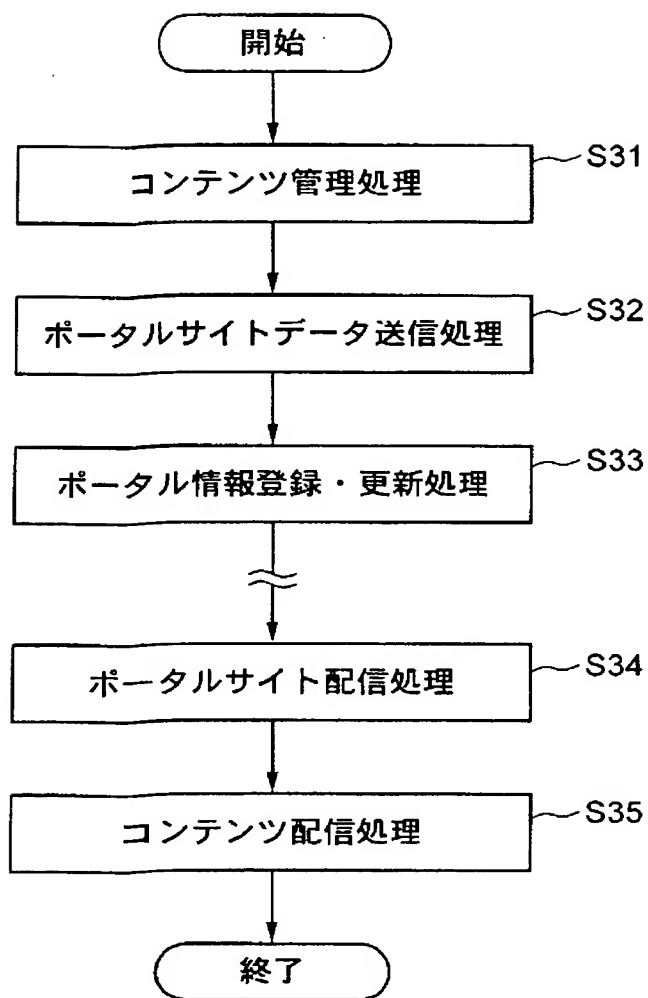 開始
コンテンツ管理処理
S31
ポータルサイトデータ送信処理
S32
ポータル情報登録・更新処理
S33
ポータルサイト配信処理
S34
コンテンツ配信処理
S35
終了